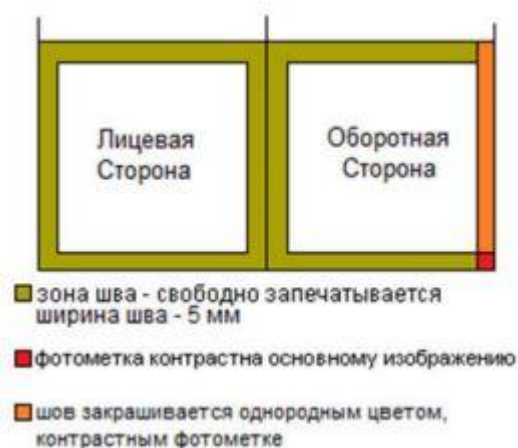 Лицевая
Сторона
Оборотная
Сторона
зона шва - свободно запечатывается
ширина шва - 5 мм
фотометка контрастна основному изображению
шов закрашивается однородным цветом,
контрастным фотометке